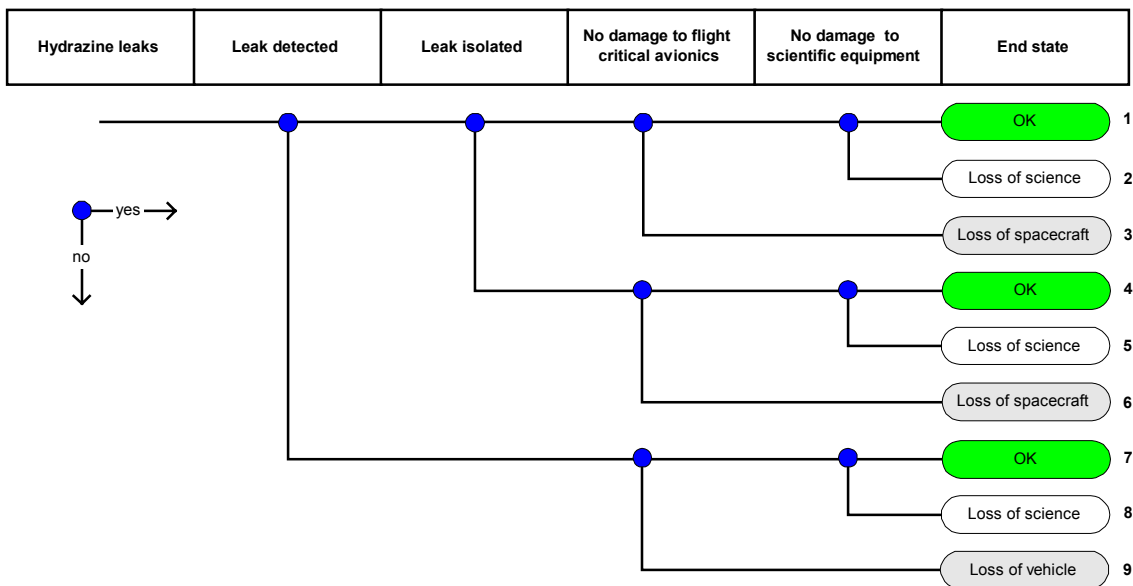 Hydrazine leaks
Leak detected
Leak isolated
No damage to flight
critical avionics
No damage to
scientific equipment
End state
OK
1
Loss of science
2
yes
Loss of spacecraft
3
no
OK
4
Loss of science
5
Loss of spacecraft
6
OK
7
Loss of science
8
Loss of vehicle
9